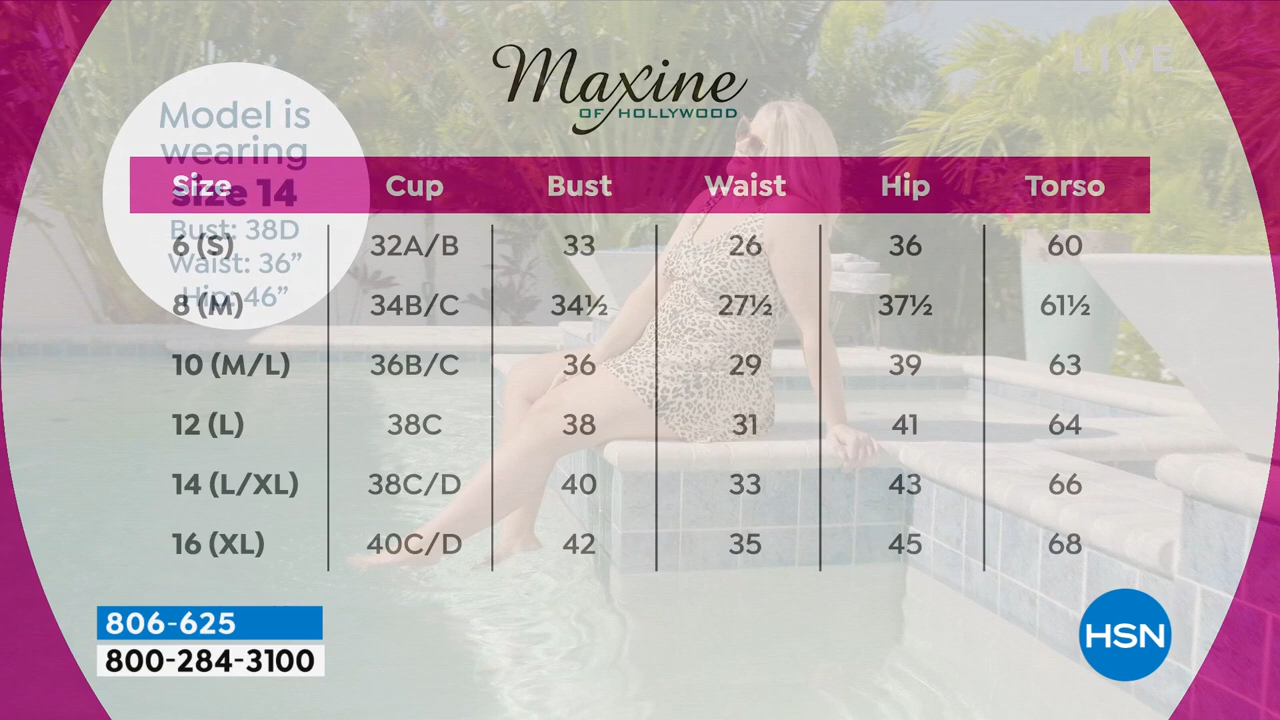 Maxine
OF HOLLYWOOD
LIVE
Model is
wearing
Size 14
Bust: 38D
Waist: 36”
Hip: 46”
Size Cup Bust Waist Hip Torso
6 (S) 32A/B 33 26 36 60
8 (M) 34B/C 34½ 27½ 37½ 61½
10 (M/L) 36B/C 36 29 39 63
12 (L) 38C 38 31 41 64
14 (L/XL) 38C/D 40 33 43 66
16 (XL) 40C/D 42 35 45 68
806-625
800-284-3100
HSN